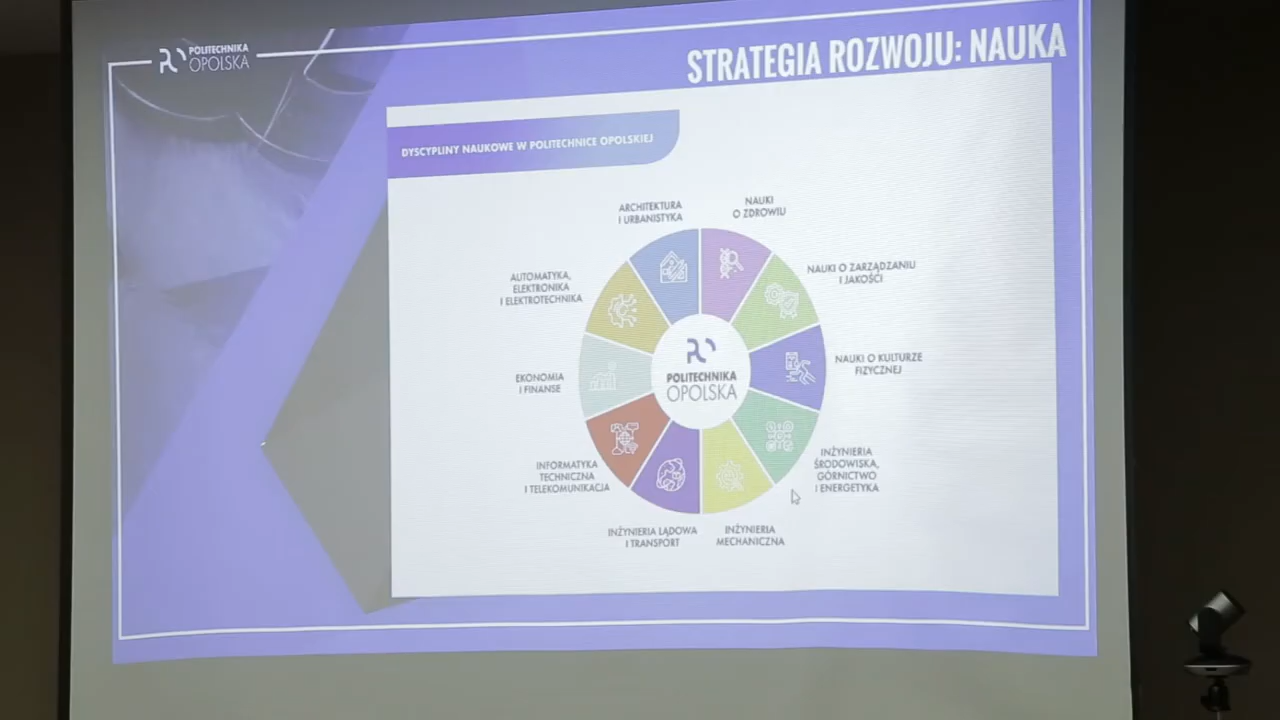 POLITECHNIKA
OPOLSKA
STRATEGIA ROZWOJU: NAUKA
DYSCYPLINY NAUKOWE W POLITECHNICE OPOLSKIEJ
ARCHITEKTURA
I URBANISTYKA
NAUKI
O ZDROWIU
AUTOMATYKA,
ELEKTRONIKA
I ELEKTROTECHNIKA
NAUKI O ZARZĄDZANIU
I JAKOŚCI
EKONOMIA
I FINANSE
POLITECHNIKA
OPOLSKA
NAUKI O KULTURZE
FIZYCZNEJ
INFORMATYKA
TECHNICZNA
I TELEKOMUNIKACJA
INŻYNIERIA
ŚRODOWISKA,
GÓRNICTWO
I ENERGETYKA
INŻYNIERIA LĄDOWA
I TRANSPORT
INŻYNIERIA
MECHANICZNA